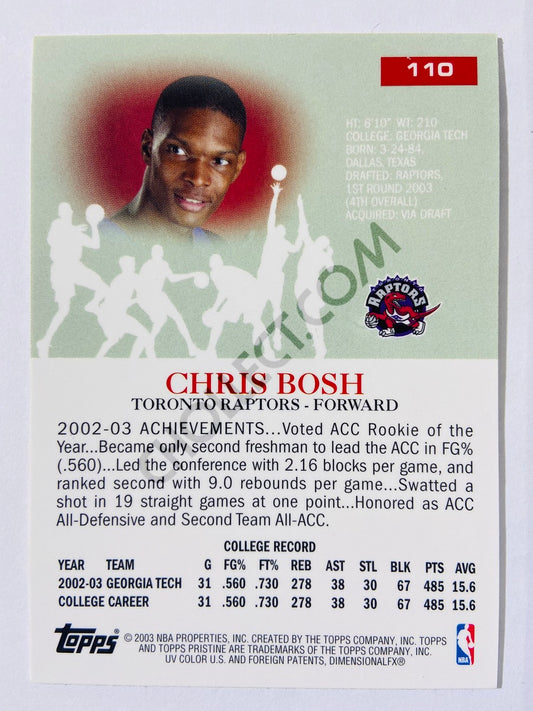 110
HT: 6'10" WT: 210
COLLEGE: GEORGIA TECH
BORN: 3-24-84,
DALLAS, TEXAS
DRAFTED: RAPTORS,
1ST ROUND 2003
(4TH OVERALL)
ACQUIRED: VIA DRAFT
RAPTORS
CHRIS BOSH
TORONTO RAPTORS - FORWARD
2002-03 ACHIEVEMENTS...Voted ACC Rookie of the
Year...Became only second freshman to lead the ACC in FG%
(.560)...Led the conference with 2.16 blocks per game, and
ranked second with 9.0 rebounds per game...Swatted a
shot in 19 straight games at one point...Honored as ACC
All-Defensive and Second Team All-ACC.
COLLEGE RECORD
YEAR TEAM G FG% FT% REB AST STL BLK PTS AVG
2002-03 GEORGIA TECH 31 .560 .730 278 38 30 67 485 15.6
COLLEGE CAREER 31 .560 .730 278 38 30 67 485 15.6
topps
© 2003 NBA PROPERTIES, INC. CREATED BY THE TOPPS COMPANY, INC. TOPPS
AND TOPPS PRISTINE ARE TRADEMARKS OF THE TOPPS COMPANY, INC.
UV COLOR U.S. AND FOREIGN PATENTS, DIMENSIONALFX®
NBA